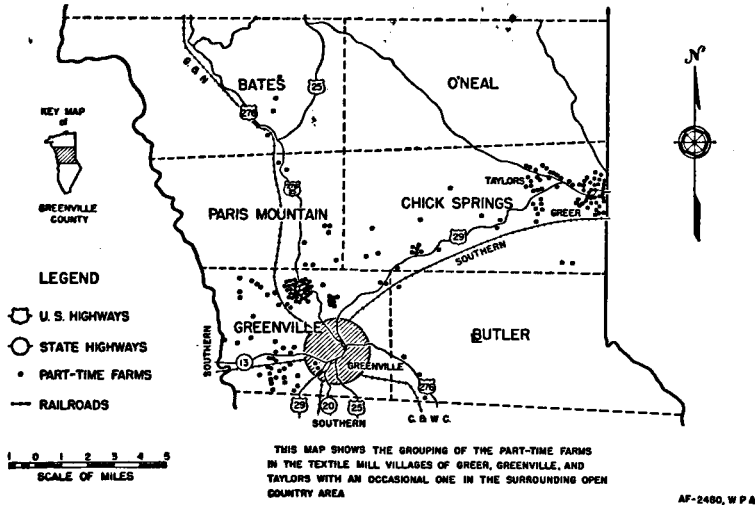 N
G. & N
BATES
25
O'NEAL
276
KEY MAP
of
GREENVILLE
COUNTY
TAYLORS
PARIS MOUNTAIN
CHICK SPRINGS
GREER
29
SOUTHERN
LEGEND
U.S. HIGHWAYS
STATE HIGHWAYS
PART-TIME FARMS
RAILROADS
GREENVILLE
BUTLER
SOUTHERN
13
GREENVILLE
276
29
20
25
SOUTHERN
C. & W C.
1 0 1 2 3 4 5
SCALE OF MILES
THIS MAP SHOWS THE GROUPING OF THE PART-TIME FARMS
IN THE TEXTILE MILL VILLAGES OF GREER, GREENVILLE, AND
TAYLORS WITH AN OCCASIONAL ONE IN THE SURROUNDING OPEN
COUNTRY AREA
AF-2480, W P A